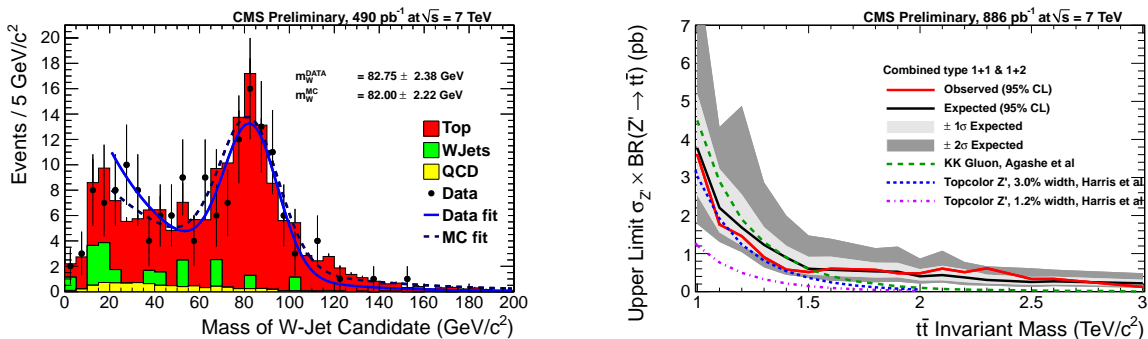 CMS Preliminary, 490 pb⁻¹ at √s = 7 TeV
Events / 5 GeV/c²
20
18
16
14
12
10
8
6
4
2
0
m_W^DATA = 82.75 ± 2.38 GeV
m_W^MC = 82.00 ± 2.22 GeV
Top
WJets
QCD
Data
Data fit
MC fit
0 20 40 60 80 100 120 140 160 180 200
Mass of W-Jet Candidate (GeV/c²)
CMS Preliminary, 886 pb⁻¹ at √s = 7 TeV
Upper Limit σ_Z' × BR(Z' → tt̄) (pb)
7
6
5
4
3
2
1
0
Combined type 1+1 & 1+2
Observed (95% CL)
Expected (95% CL)
± 1σ Expected
± 2σ Expected
KK Gluon, Agashe et al
Topcolor Z', 3.0% width, Harris et al
Topcolor Z', 1.2% width, Harris et al
1 1.5 2 2.5 3
tt̄ Invariant Mass (TeV/c²)